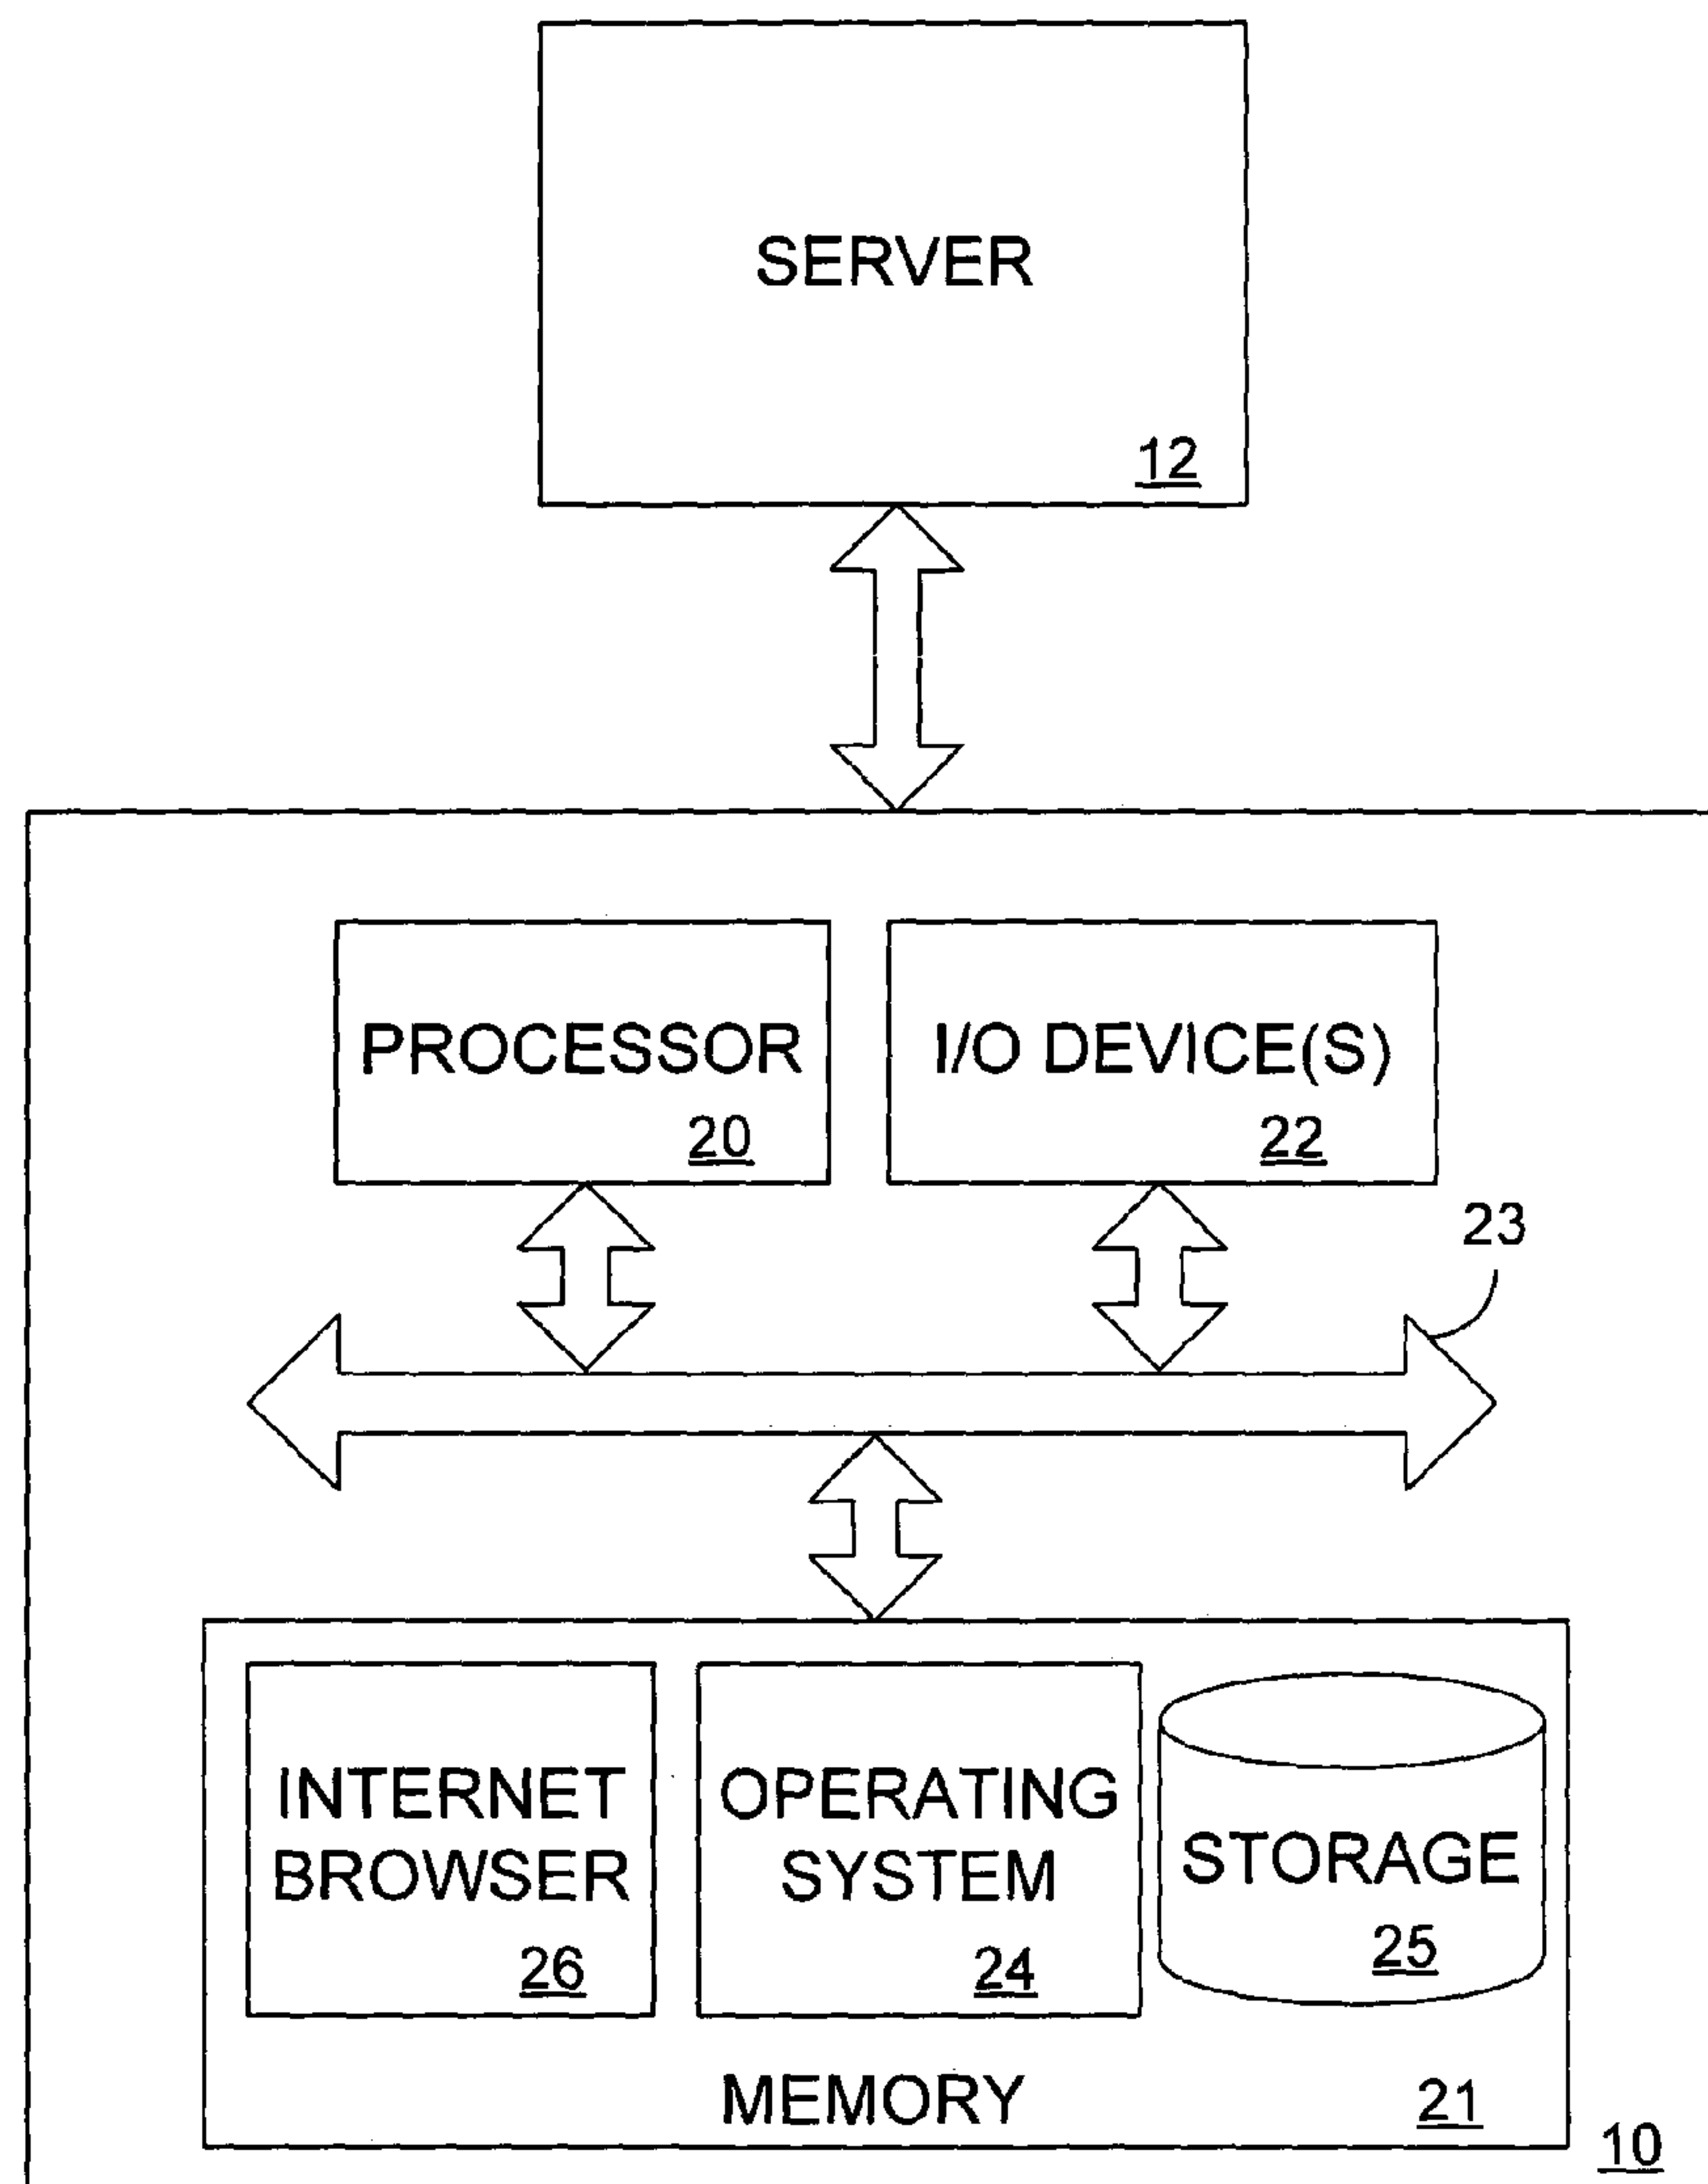 SERVER
12
PROCESSOR
20
I/O DEVICE(S)
22
23
INTERNET
BROWSER
26
OPERATING
SYSTEM
24
STORAGE
25
MEMORY
21
10